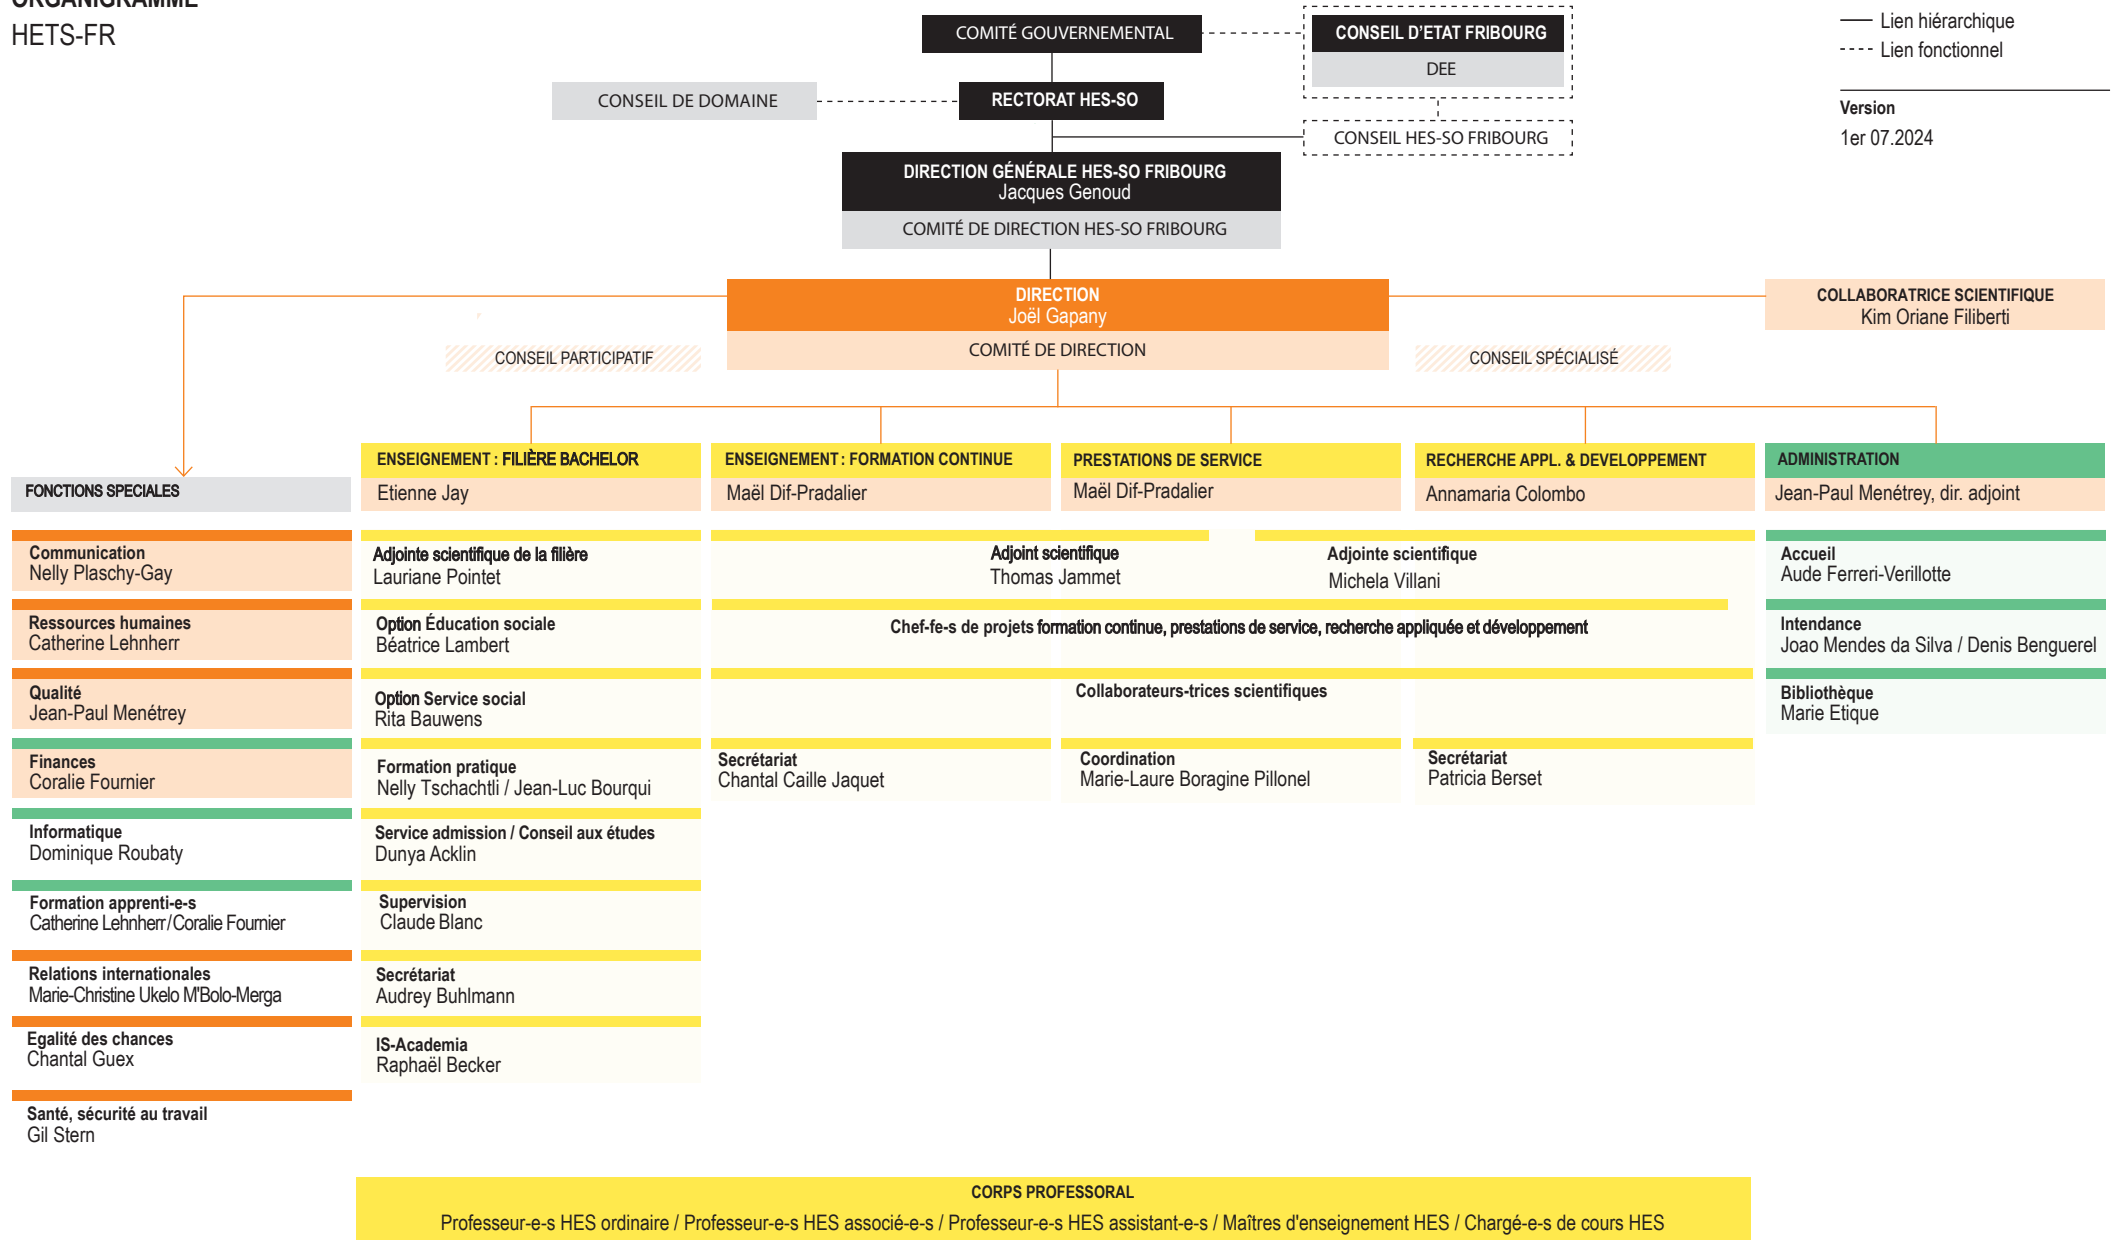 ORGANIGRAMME
HETS-FR
COMITÉ GOUVERNEMENTAL
CONSEIL D'ETAT FRIBOURG
DEE
Lien hiérarchique
Lien fonctionnel
Version
1er 07.2024
CONSEIL DE DOMAINE
RECTORAT HES-SO
CONSEIL HES-SO FRIBOURG
DIRECTION GÉNÉRALE HES-SO FRIBOURG
Jacques Genoud
COMITÉ DE DIRECTION HES-SO FRIBOURG
DIRECTION
Joël Gapany
COMITÉ DE DIRECTION
COLLABORATRICE SCIENTIFIQUE
Kim Oriane Filiberti
CONSEIL PARTICIPATIF
CONSEIL SPÉCIALISÉ
FONCTIONS SPECIALES
Communication
Nelly Plaschy-Gay
Ressources humaines
Catherine Lehnherr
Qualité
Jean-Paul Menétrey
Finances
Coralie Fournier
Informatique
Dominique Roubaty
Formation apprenti-e-s
Catherine Lehnherr/Coralie Fournier
Relations internationales
Marie-Christine Ukelo M'Bolo-Merga
Egalité des chances
Chantal Guex
Santé, sécurité au travail
Gil Stern
ENSEIGNEMENT : FILIÈRE BACHELOR
Etienne Jay
Adjointe scientifique de la filière
Lauriane Pointet
Option Éducation sociale
Béatrice Lambert
Option Service social
Rita Bauwens
Formation pratique
Nelly Tschachtli / Jean-Luc Bourqui
Service admission / Conseil aux études
Dunya Acklin
Supervision
Claude Blanc
Secrétariat
Audrey Buhlmann
IS-Academia
Raphaël Becker
ENSEIGNEMENT : FORMATION CONTINUE
Maël Dif-Pradalier
PRESTATIONS DE SERVICE
Maël Dif-Pradalier
RECHERCHE APPL. & DEVELOPPEMENT
Annamaria Colombo
Adjoint scientifique
Thomas Jammet
Adjointe scientifique
Michela Villani
Chef-fe-s de projets formation continue, prestations de service, recherche appliquée et développement
Collaborateurs-trices scientifiques
Secrétariat
Chantal Caille Jaquet
Coordination
Marie-Laure Boragine Pillonel
Secrétariat
Patricia Berset
ADMINISTRATION
Jean-Paul Menétrey, dir. adjoint
Accueil
Aude Ferreri-Verillotte
Intendance
Joao Mendes da Silva / Denis Benguerel
Bibliothèque
Marie Etique
CORPS PROFESSORAL
Professeur-e-s HES ordinaire / Professeur-e-s HES associé-e-s / Professeur-e-s HES assistant-e-s / Maîtres d'enseignement HES / Chargé-e-s de cours HES